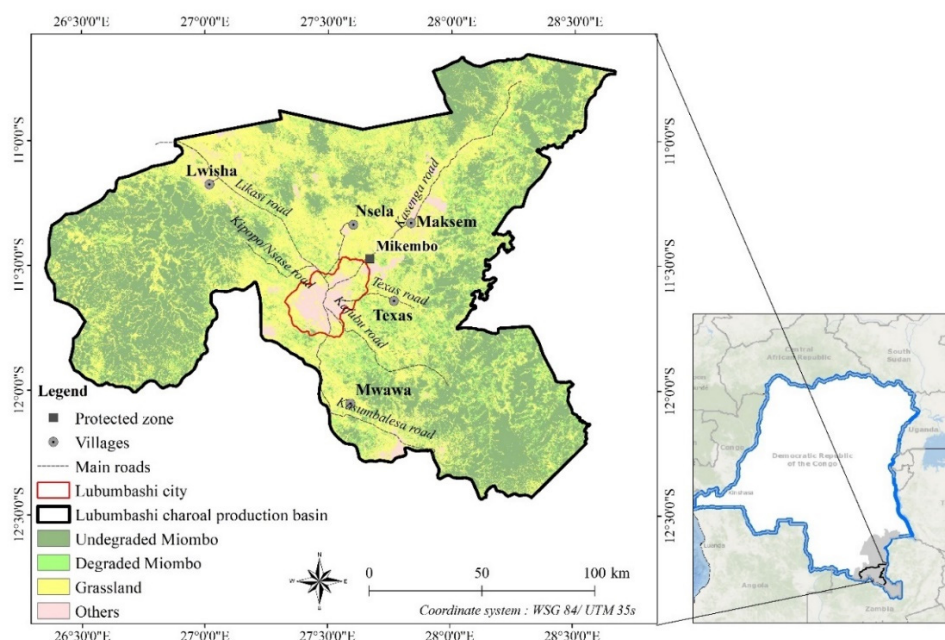 26°30'0"E 27°0'0"E 27°30'0"E 28°0'0"E 28°30'0"E
11°0'0"S
11°0'0"S
Lwisha
Likasi road
Kasenga road
Nsela
Maksem
Kipopo/Nsase road
Mikembo
11°30'0"S
11°30'0"S
Texas road
Texas
Kafubu road
12°0'0"S
12°0'0"S
Mwawa
Kasumbalesa road
Legend
Protected zone
Villages
Main roads
Lubumbashi city
Lubumbashi charoal production basin
Undegraded Miombo
Degraded Miombo
Grassland
Others
12°30'0"S
12°30'0"S
N
W E
S
0 50 100 km
Coordinate system : WSG 84/ UTM 35s
26°30'0"E 27°0'0"E 27°30'0"E 28°0'0"E 28°30'0"E
Central
African Republic
South
Sudan
Uganda
Congo
Democratic Republic
of the Congo
Kinshasa
Luanda
Angola
Zambia